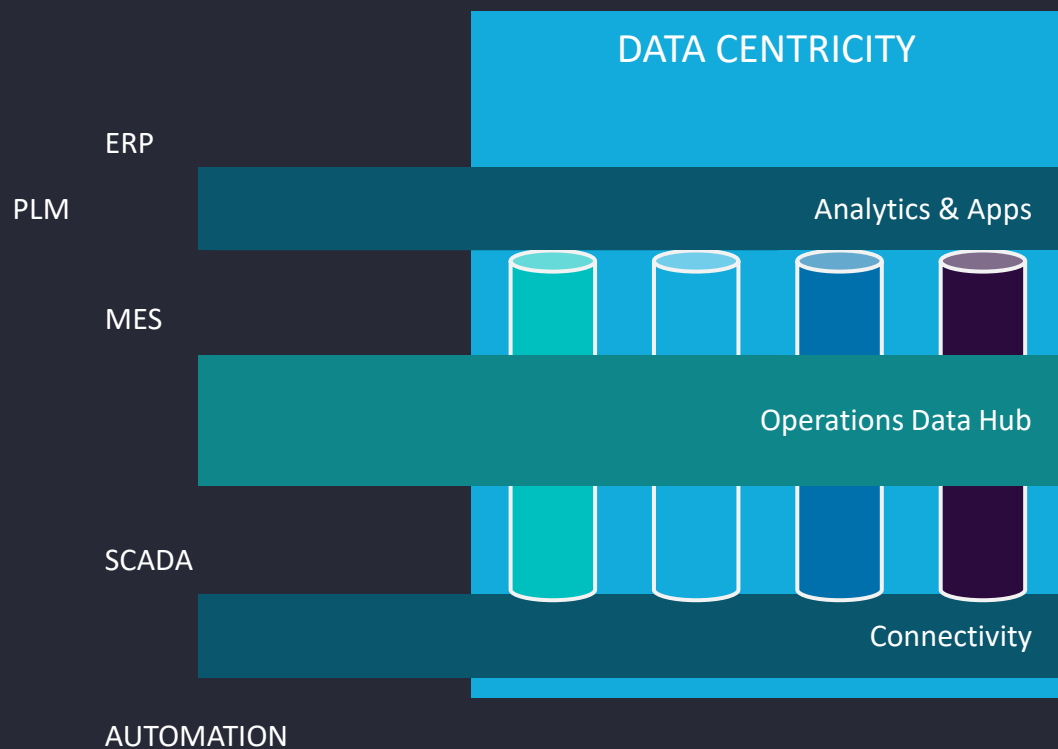 DATA CENTRICITY
ERP
PLM
Analytics & Apps
MES
Operations Data Hub
SCADA
Connectivity
AUTOMATION